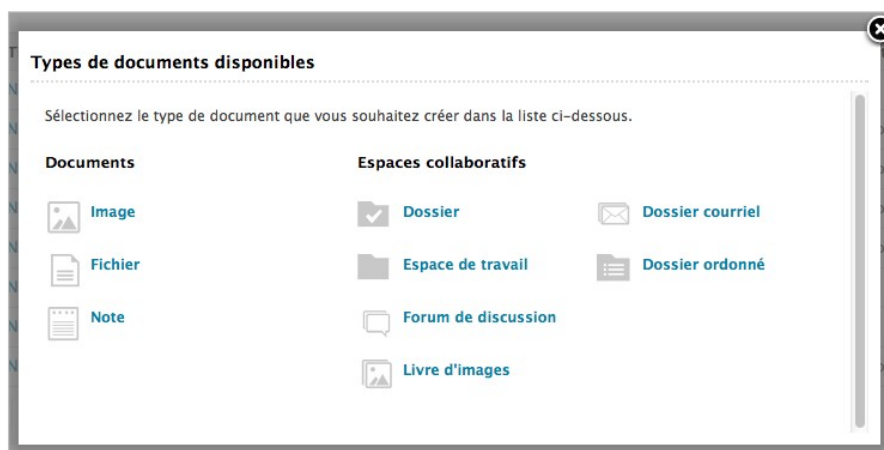 Types de documents disponibles
Sélectionnez le type de document que vous souhaitez créer dans la liste ci-dessous.
Documents
Image
Fichier
Note
Espaces collaboratifs
Dossier
Espace de travail
Forum de discussion
Livre d'images
Dossier courriel
Dossier ordonné